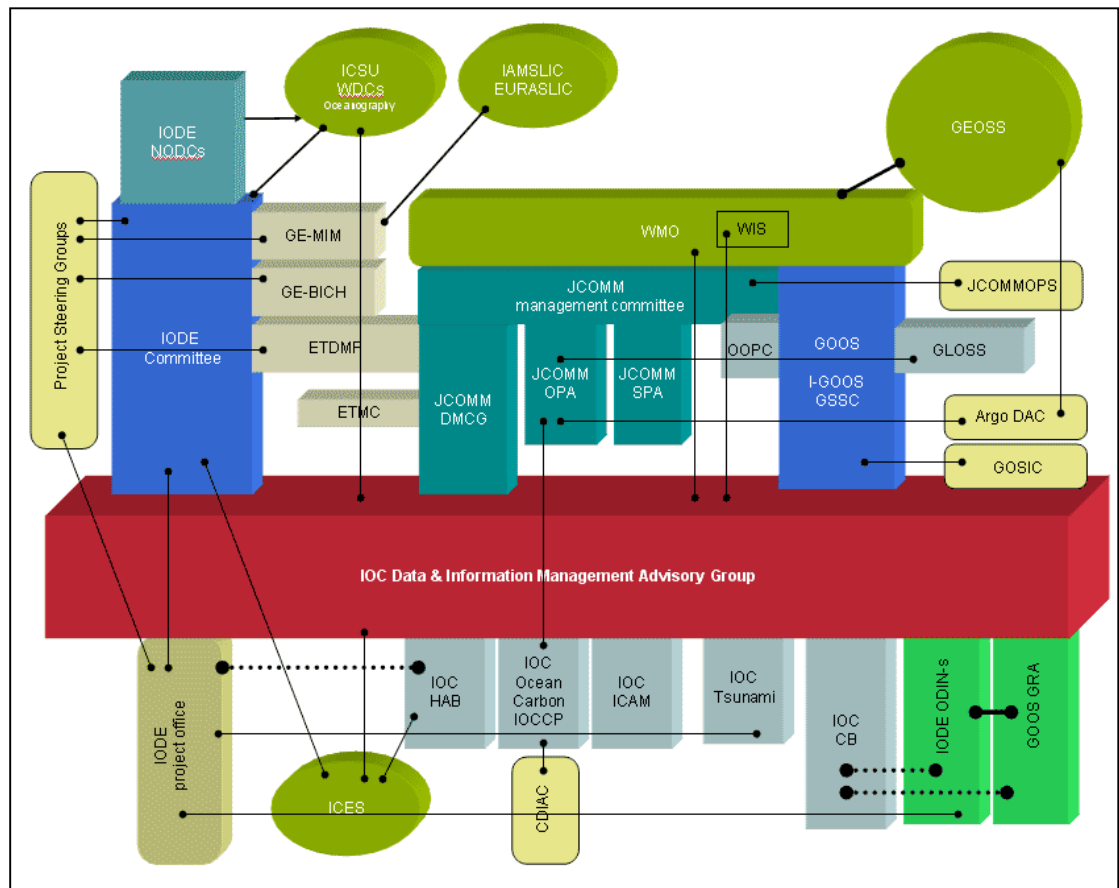 ICSU
WDCs
Oceanography
IAMSLIC
EURASLIC
GEOSS
IODE
NODCs
Project Steering Groups
GE-MIM
WMO
WIS
GE-BICH
JCOMM
management committee
JCOMMOPS
IODE
Committee
ETDMP
JCOMM
OPA
JCOMM
SPA
OOPC
GOOS
I-GOOS
GSSC
GLOSS
ETMC
JCOMM
DMCG
Argo DAC
GOSIC
IOC Data & Information Management Advisory Group
IODE
project office
IOC
HAB
IOC
Ocean
Carbon
IOCCP
IOC
ICAM
IOC
Tsunami
IOC
CB
IODE ODIN-s
GOOS GRA
ICES
CDIAC